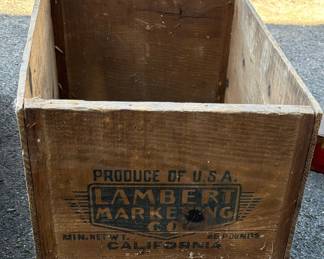 PRODUCE OF U.S.A.
LAMBERT
MARKETING
CO.
MIN. NET WT. POUNDS
CALIFORNIA